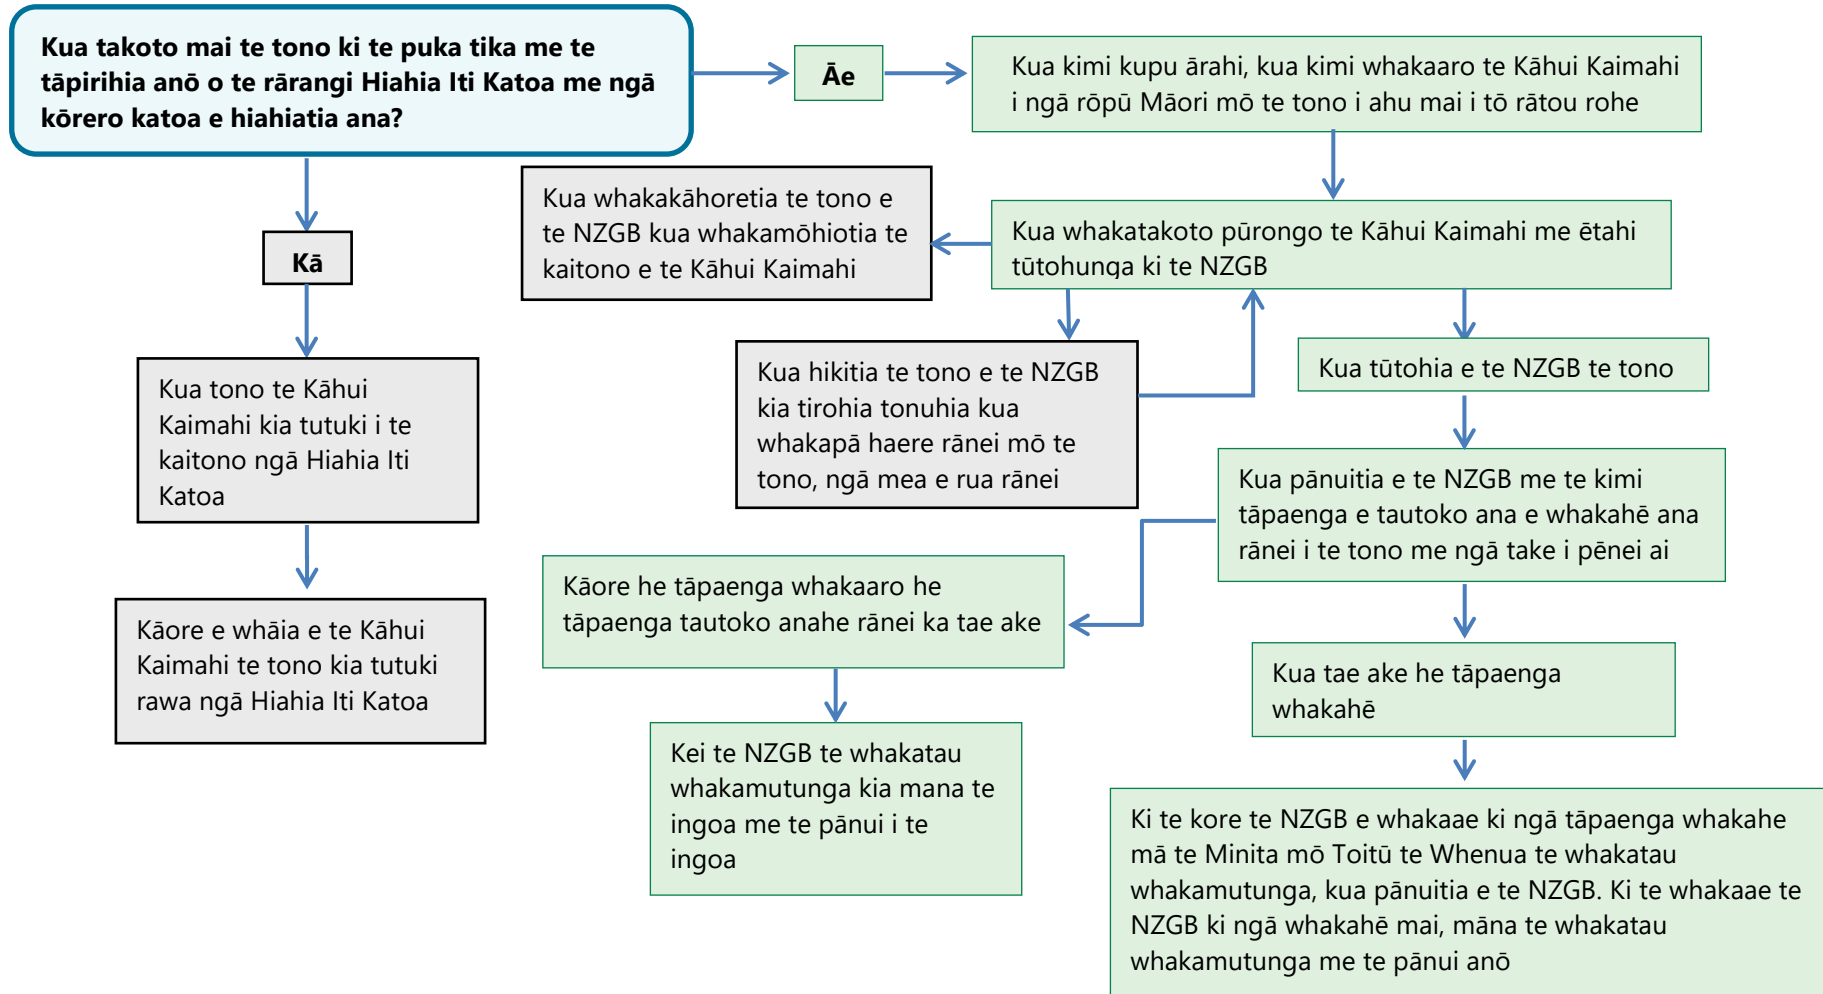 Kua takoto mai te tono ki te puka tika me te
tāpirihia anō o te rārangi Hiahia Iti Katoa me ngā
kōrero katoa e hiahiatia ana?
Āe
Kua kimi kupu ārahi, kua kimi whakaaro te Kāhui Kaimahi
i ngā rōpū Māori mō te tono i ahu mai i tō rātou rohe
Kua whakakāhoretia te tono e
te NZGB kua whakamōhiotia te
kaitono e te Kāhui Kaimahi
Kua whakatakoto pūrongo te Kāhui Kaimahi me ētahi
tūtohunga ki te NZGB
Kā
Kua tono te Kāhui
Kaimahi kia tutuki i te
kaitono ngā Hiahia Iti
Katoa
Kua hikitia te tono e te NZGB
kia tirohia tonuhia kua
whakapā haere rānei mō te
tono, ngā mea e rua rānei
Kua tūtohia e te NZGB te tono
Kua pānuitia e te NZGB me te kimi
tāpaenga e tautoko ana e whakahē ana
rānei i te tono me ngā take i pēnei ai
Kāore he tāpaenga whakaaro he
tāpaenga tautoko anahe rānei ka tae ake
Kāore e whāia e te Kāhui
Kaimahi te tono kia tutuki
rawa ngā Hiahia Iti Katoa
Kua tae ake he tāpaenga
whakahē
Kei te NZGB te whakatau
whakamutunga kia mana te
ingoa me te pānui i te
ingoa
Ki te kore te NZGB e whakaae ki ngā tāpaenga whakahe
mā te Minita mō Toitū te Whenua te whakatau
whakamutunga, kua pānuitia e te NZGB. Ki te whakaae te
NZGB ki ngā whakahē mai, māna te whakatau
whakamutunga me te pānui anō